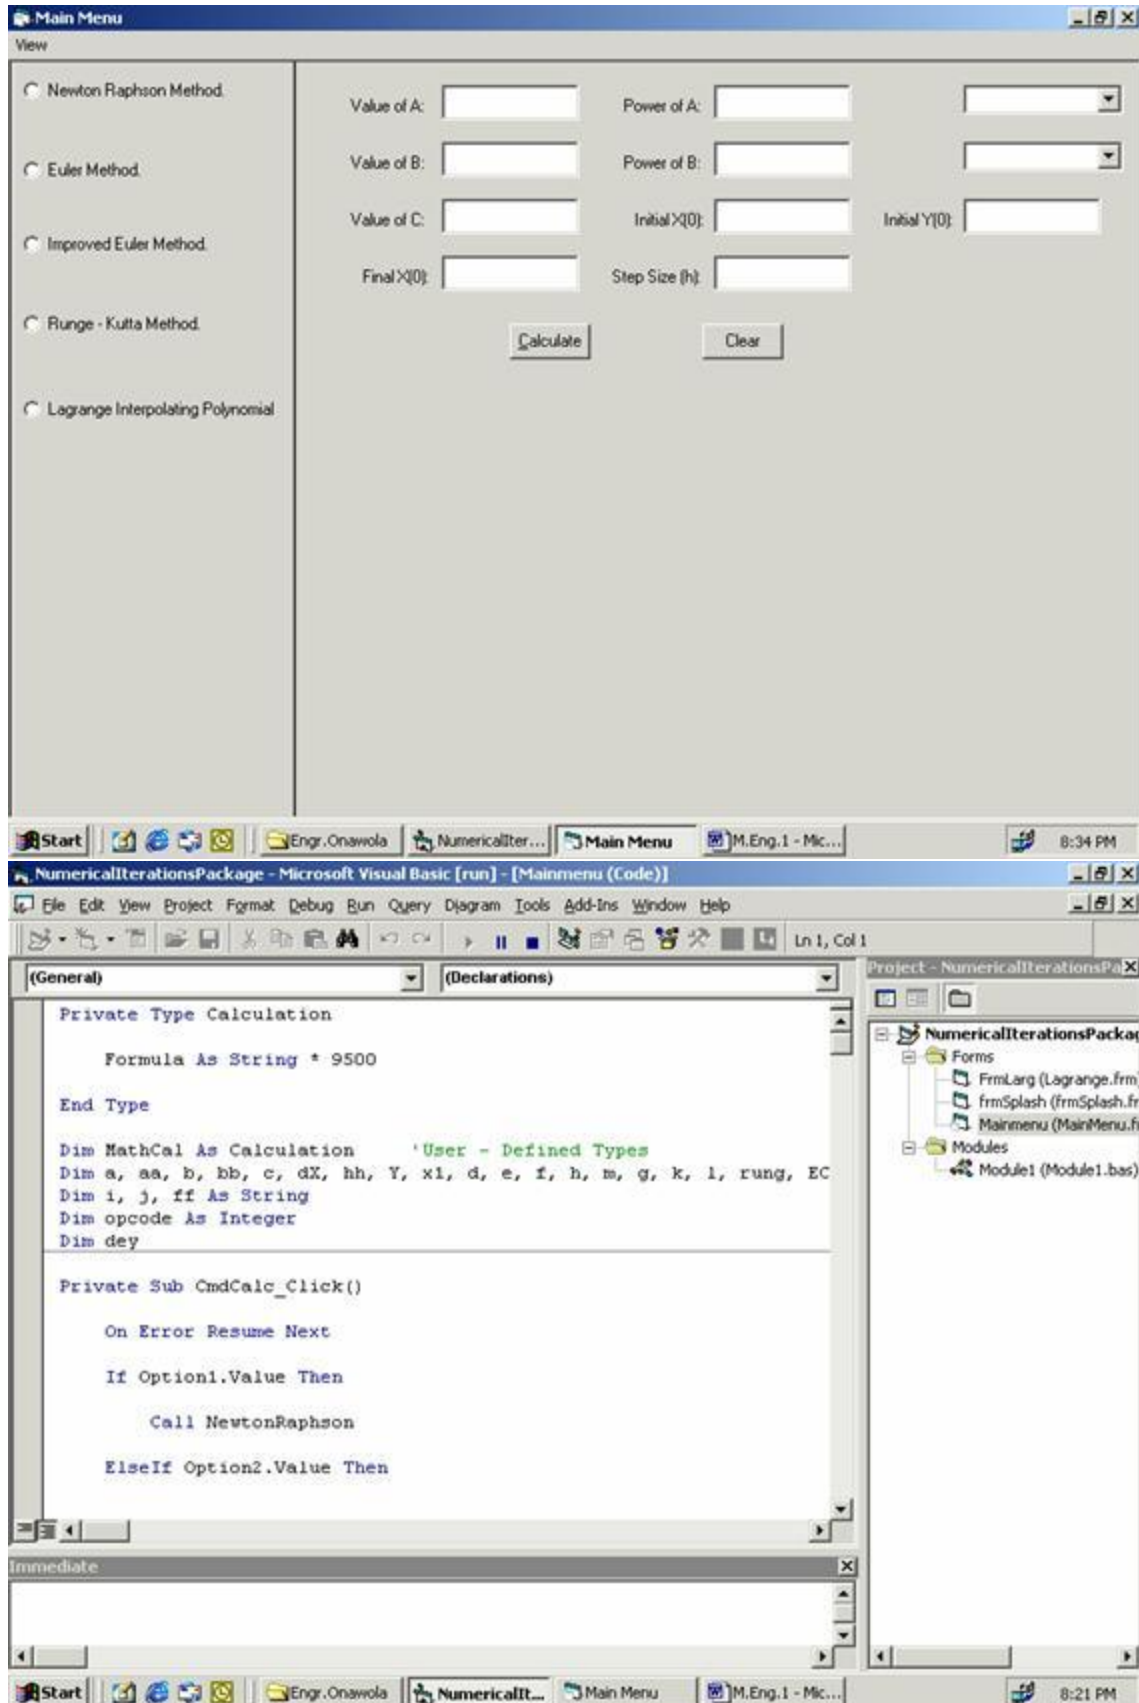 Main Menu
View
Newton Raphson Method.
Value of A:
Power of A:
Euler Method.
Value of B:
Power of B:
Value of C:
Initial X(0):
Initial Y(0):
Improved Euler Method.
Final X(0):
Step Size (h):
Runge - Kutta Method.
Calculate
Clear
Lagrange Interpolating Polynomial
Start
Engr.Onawola
NumericalIter...
Main Menu
M.Eng.1 - Mic...
8:34 PM
NumericalIterationsPackage - Microsoft Visual Basic [run] - [Mainmenu (Code)]
File Edit View Project Format Debug Run Query Diagram Tools Add-Ins Window Help
Ln 1, Col 1
(General)
(Declarations)
Private Type Calculation
Formula As String * 9500
End Type
Dim MathCal As Calculation 'User - Defined Types
Dim a, aa, b, bb, c, dX, hh, Y, x1, d, e, f, h, m, g, k, l, rung, EC
Dim i, j, ff As String
Dim opcode As Integer
Dim dey
Private Sub CmdCalc_Click()
On Error Resume Next
If Option1.Value Then
Call NewtonRaphson
ElseIf Option2.Value Then
Project - NumericalIterationsPa
NumericalIterationsPackag
Forms
FrmLarg (Lagrange.frm)
frmSplash (frmSplash.fr
Mainmenu (MainMenu.fr
Modules
Module1 (Module1.bas)
Immediate
Start
Engr.Onawola
NumericalIt...
Main Menu
M.Eng.1 - Mic...
8:21 PM